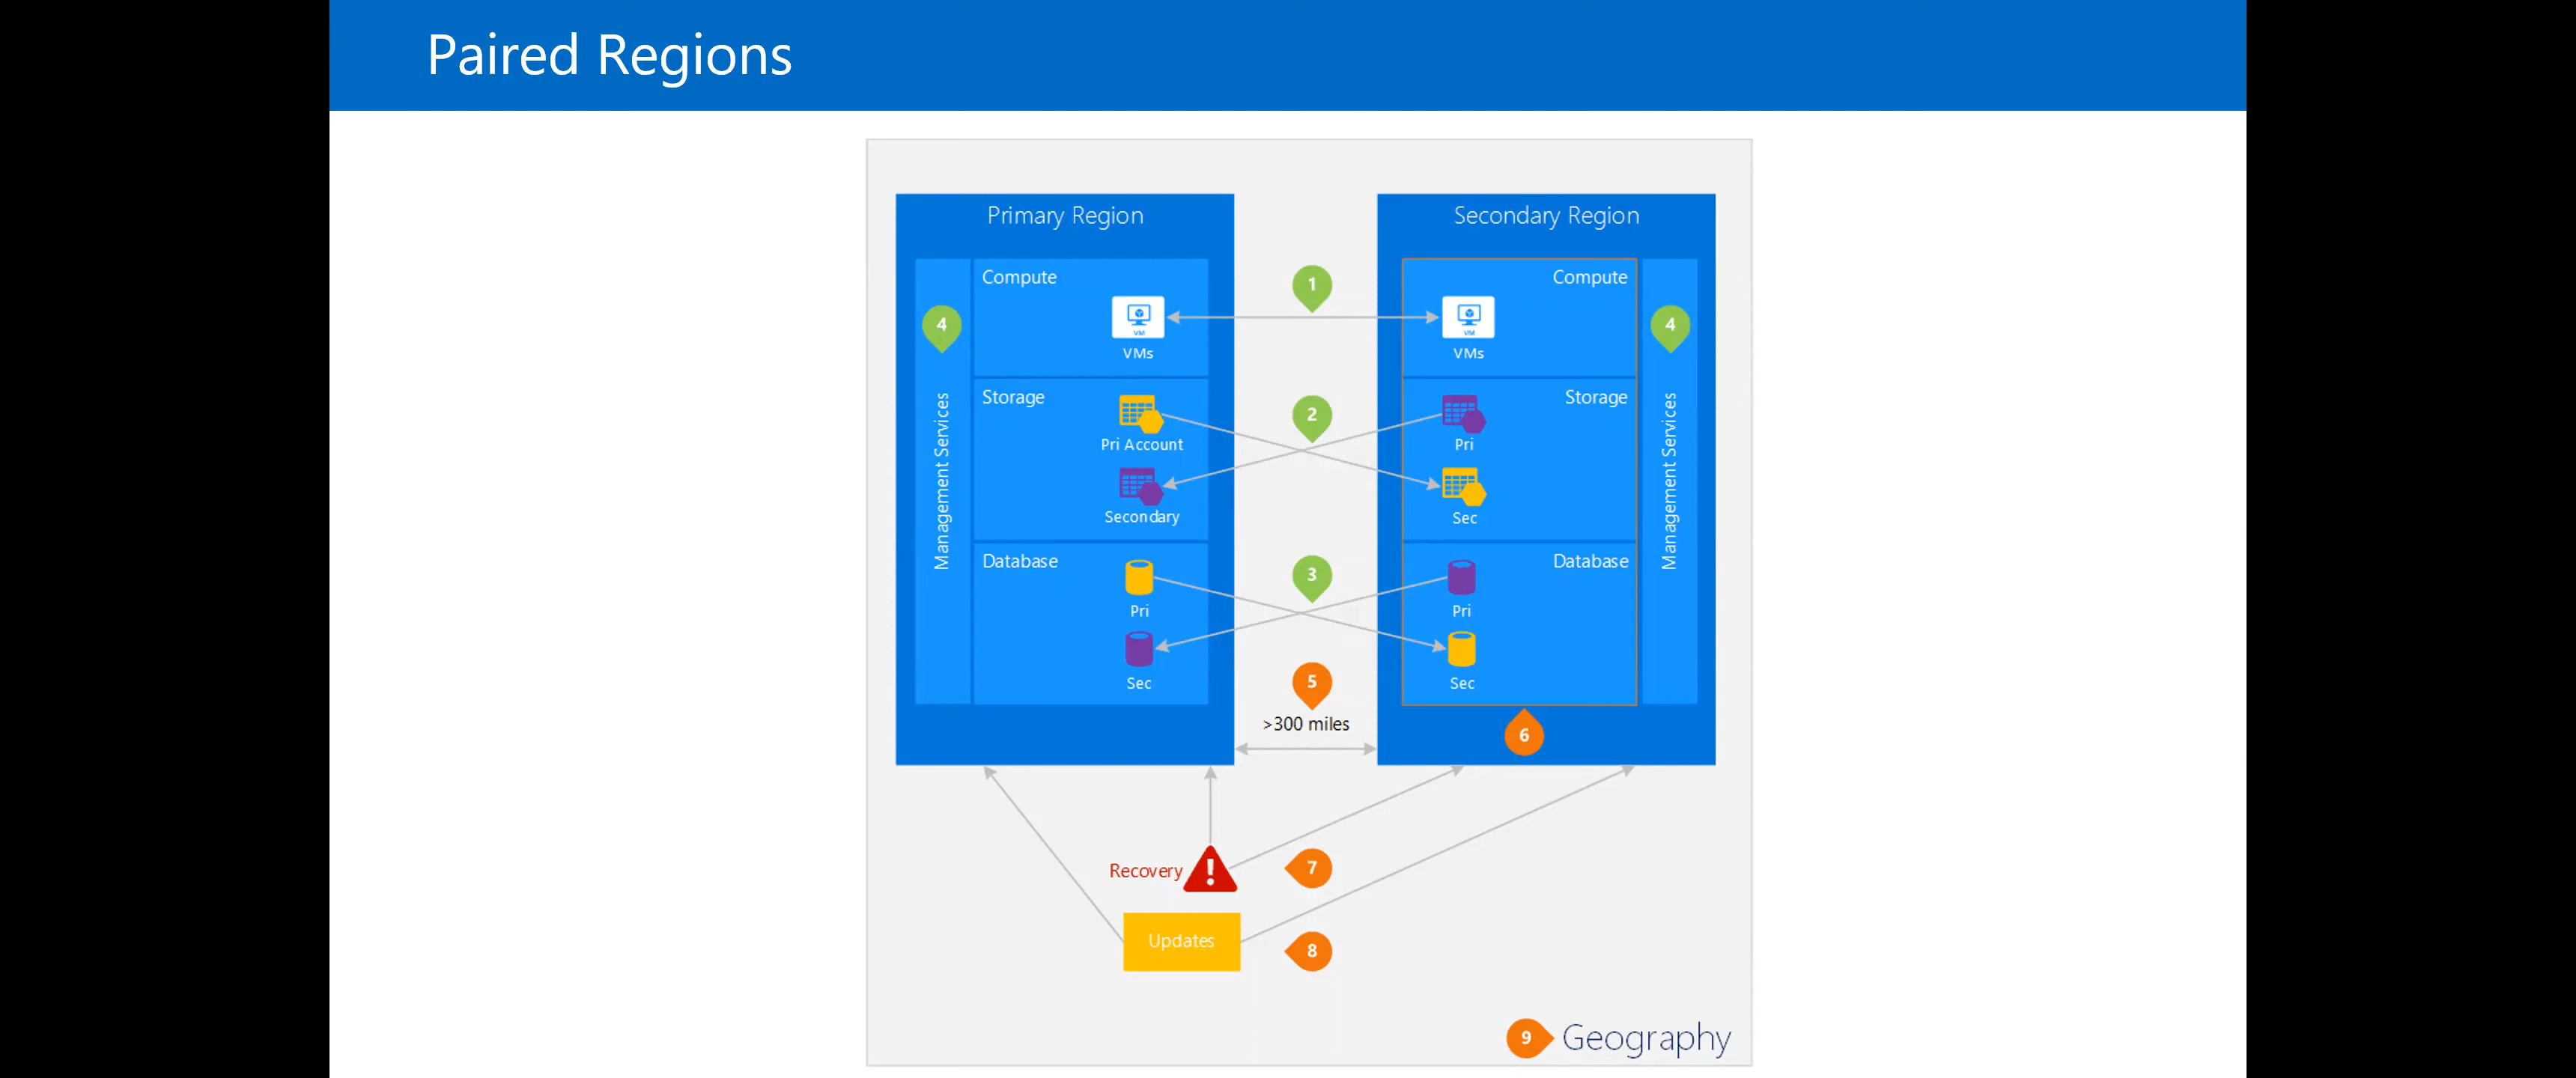 Paired Regions
Primary Region
Secondary Region
Compute
1
Compute
4
VM
VMs
VM
VMs
4
Storage
2
Storage
Pri Account
Pri
Management Services
Management Services
Secondary
Sec
Database
3
Database
Pri
Pri
Sec
Sec
5
>300 miles
6
Recovery
7
Updates
8
9
Geography